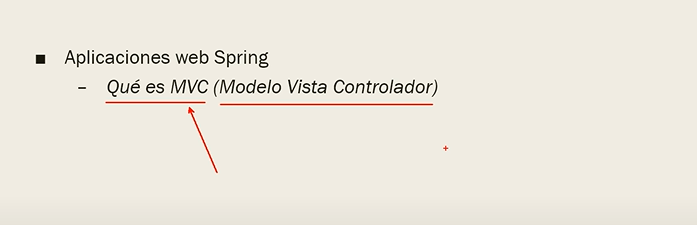 ■ Aplicaciones web Spring
– Qué es MVC (Modelo Vista Controlador)